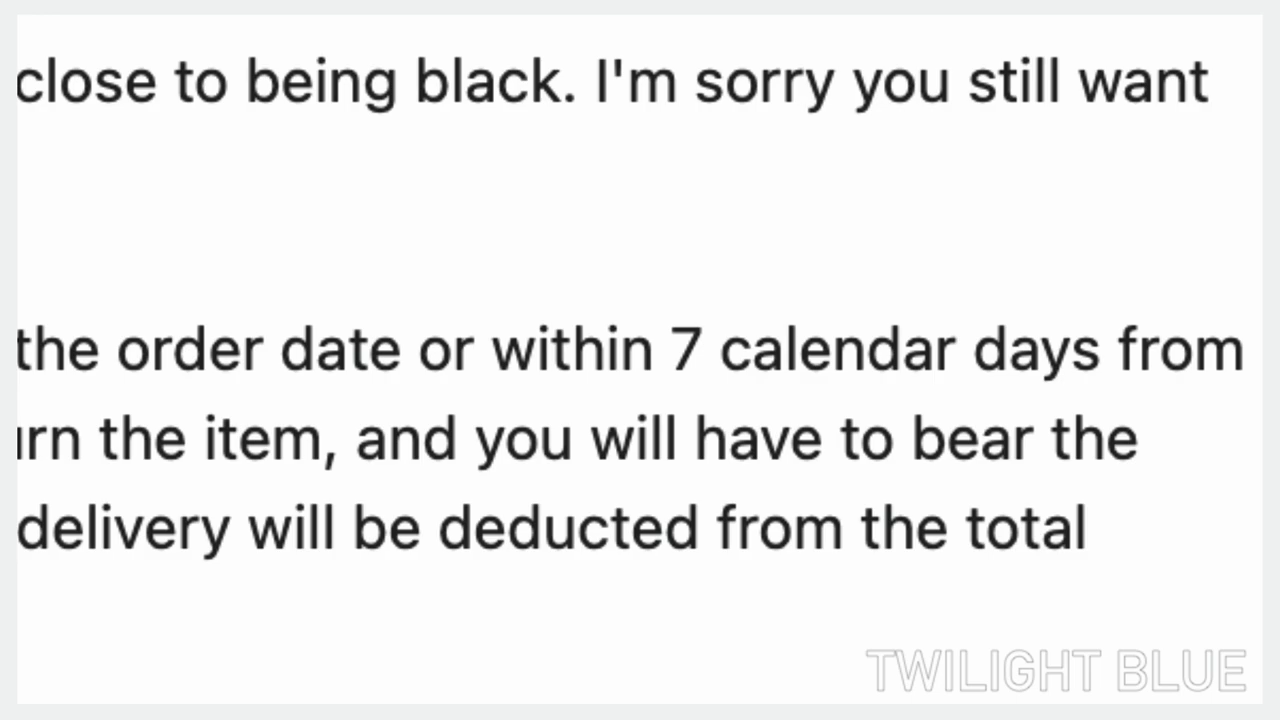 close to being black. I'm sorry you still want
the order date or within 7 calendar days from
the item, and you will have to bear the
delivery will be deducted from the total
TWILIGHT BLUE